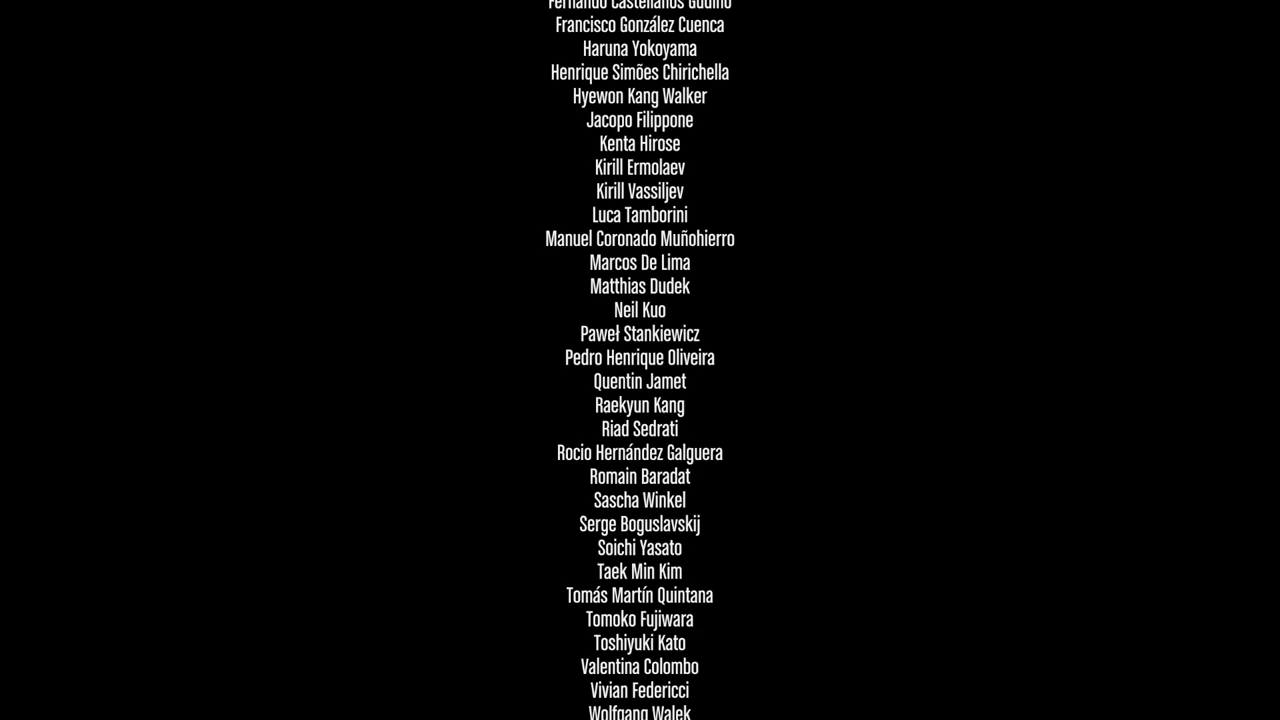 Fernando Castellanos Gudiño
Francisco González Cuenca
Haruna Yokoyama
Henrique Simões Chirichella
Hyewon Kang Walker
Jacopo Filippone
Kenta Hirose
Kirill Ermolaev
Kirill Vassiljev
Luca Tamborini
Manuel Coronado Muñohierro
Marcos De Lima
Matthias Dudek
Neil Kuo
Paweł Stankiewicz
Pedro Henrique Oliveira
Quentin Jamet
Raekyun Kang
Riad Sedrati
Rocio Hernández Galguera
Romain Baradat
Sascha Winkel
Serge Boguslavskij
Soichi Yasato
Taek Min Kim
Tomás Martín Quintana
Tomoko Fujiwara
Toshiyuki Kato
Valentina Colombo
Vivian Federicci
Wolfgang Walek